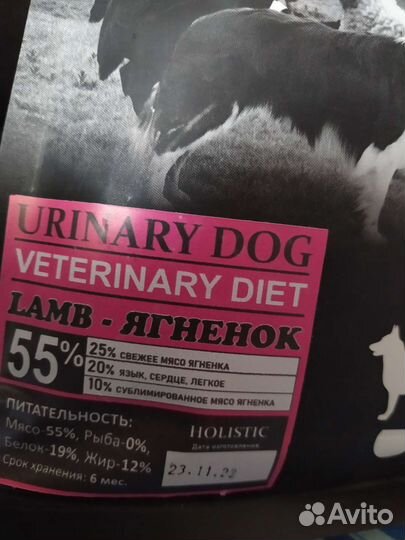 URINARY DOG
VETERINARY DIET
LAMB - ЯГНЕНОК
55%
25% СВЕЖЕЕ МЯСО ЯГНЕНКА
20% ЯЗЫК, СЕРДЦЕ, ЛЕГКОЕ
10% СУБЛИМИРОВАННОЕ МЯСО ЯГНЕНКА
ПИТАТЕЛЬНОСТЬ:
Мясо-55%, Рыба-0%,
Белок-19%, Жир-12%
Срок хранения: 6 мес.
HOLISTIC
Дата изготовления
23.11.22
Avito